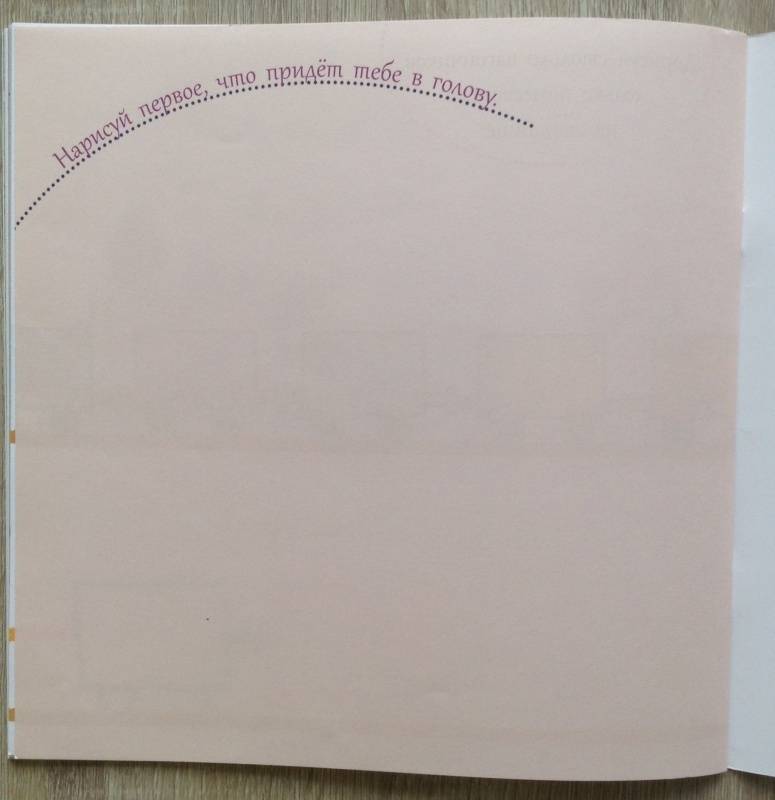 Нарисуй первое, что придёт тебе в голову.